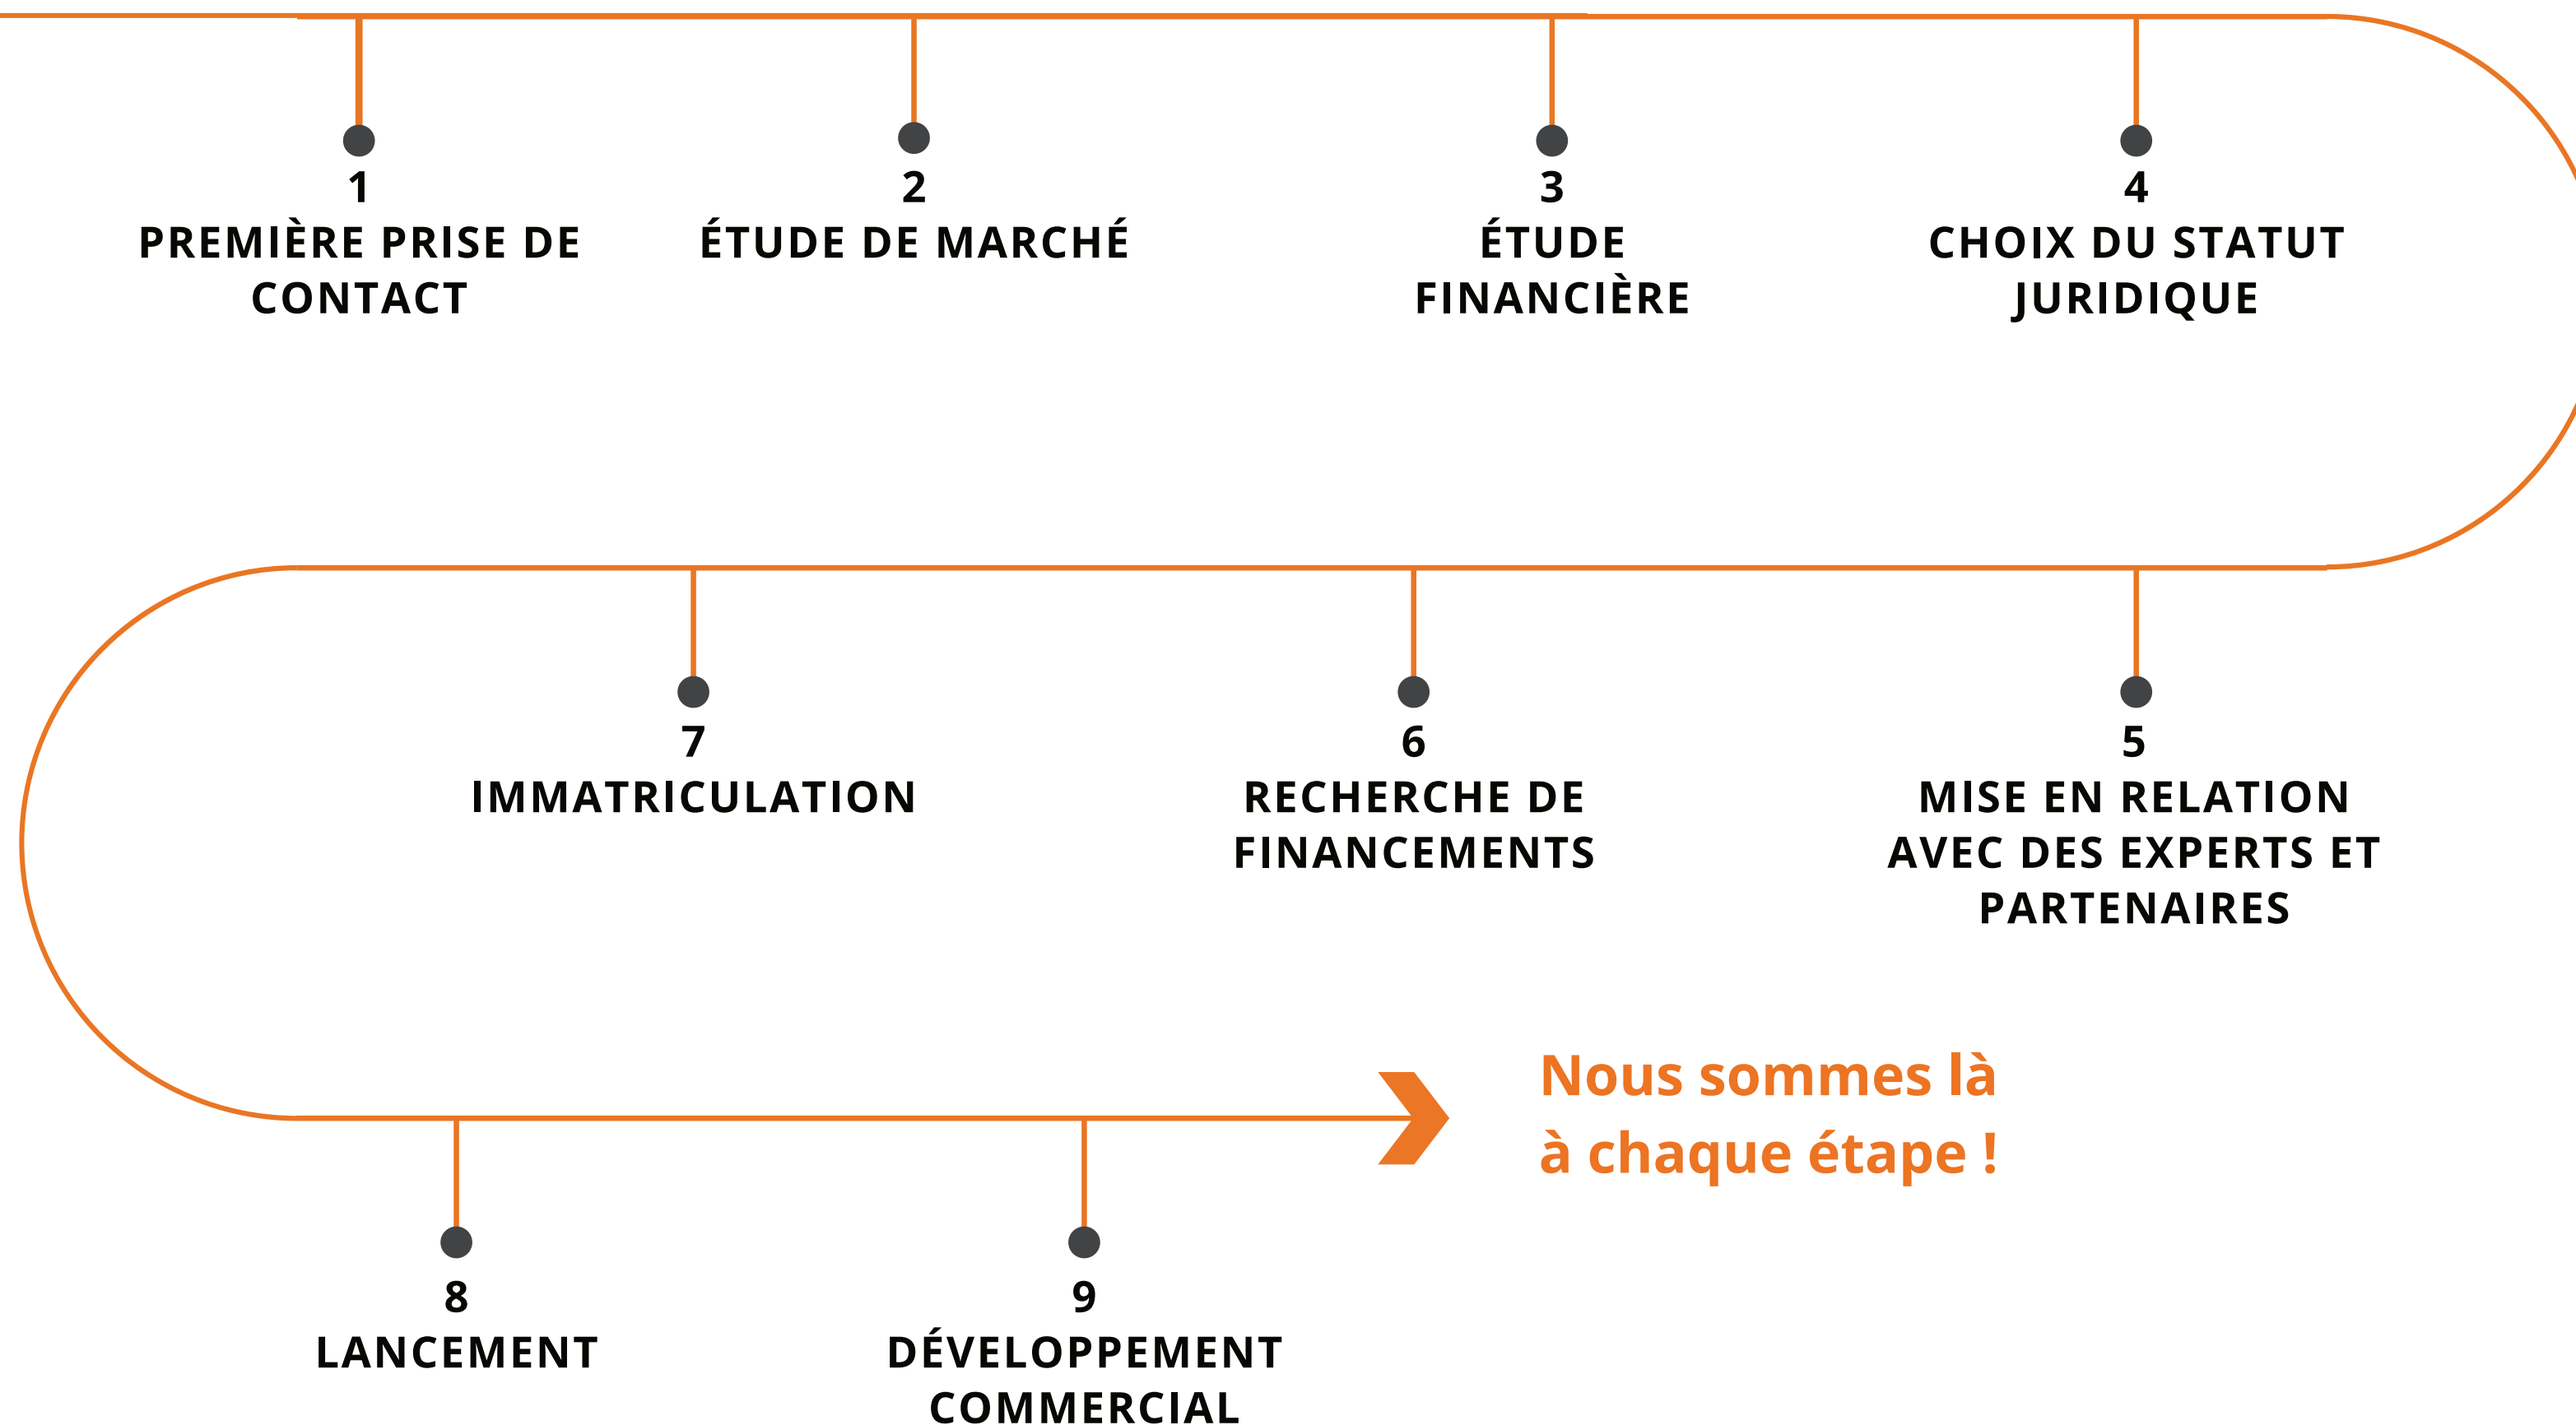 1
PREMIÈRE PRISE DE
CONTACT
2
ÉTUDE DE MARCHÉ
3
ÉTUDE
FINANCIÈRE
4
CHOIX DU STATUT
JURIDIQUE
5
MISE EN RELATION
AVEC DES EXPERTS ET
PARTENAIRES
6
RECHERCHE DE
FINANCEMENTS
7
IMMATRICULATION
8
LANCEMENT
9
DÉVELOPPEMENT
COMMERCIAL
Nous sommes là
à chaque étape !